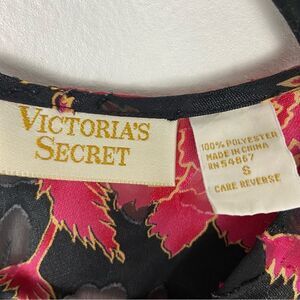 VICTORIA'S
SECRET
100% POLYESTER
MADE IN CHINA
RN 54867
S
CARE REVERSE